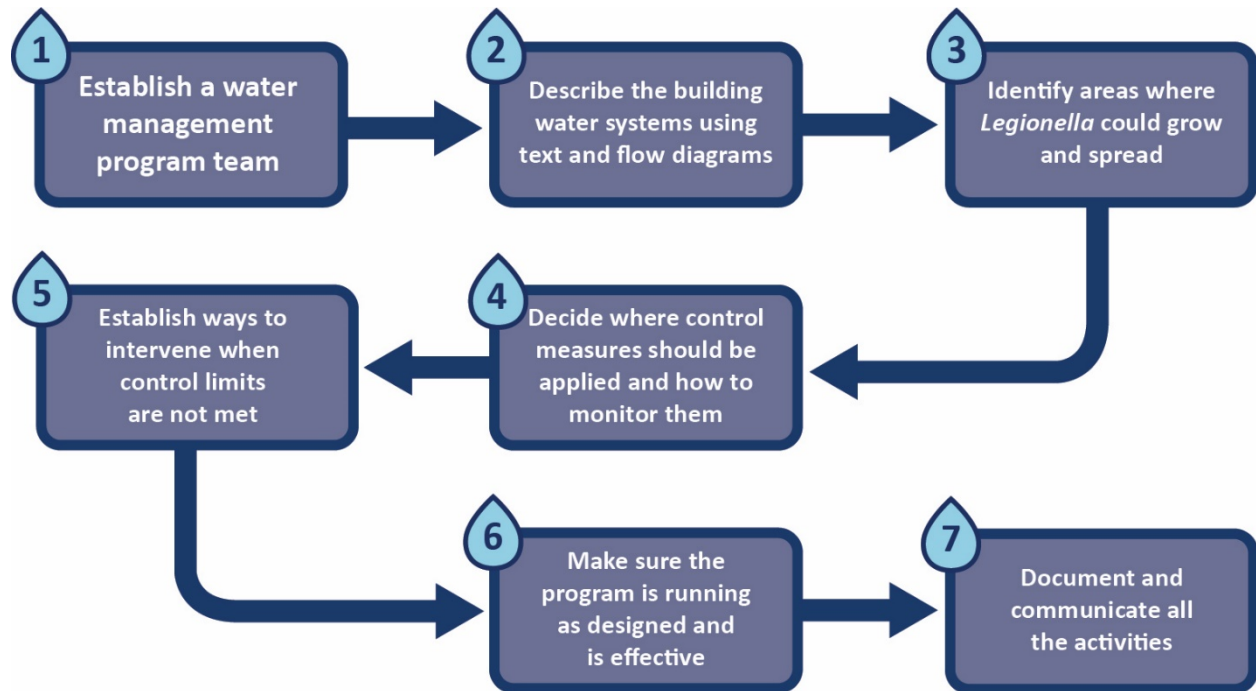 1
Establish a water
management
program team
2
Describe the building
water systems using
text and flow diagrams
3
Identify areas where
Legionella could grow
and spread
4
Decide where control
measures should be
applied and how to
monitor them
5
Establish ways to
intervene when
control limits
are not met
6
Make sure the
program is running
as designed and
is effective
7
Document and
communicate all
the activities